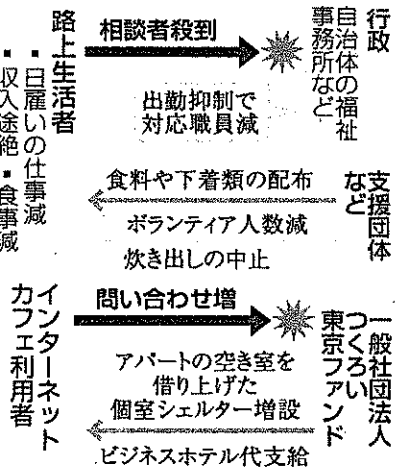 行政
自治体の福祉
事務所など
相談者殺到
路上生活者
▪日雇いの仕事減
▪収入途絶▪食事減
出勤抑制で
対応職員減
支援団体
など
食料や下着類の配布
ボランティア人数減
炊き出しの中止
インターネット
カフェ利用者
問い合わせ増
一般社団法人
つくろい
東京ファンド
アパートの空き室を
借り上げた
個室シェルター増設
ビジネスホテル代支給